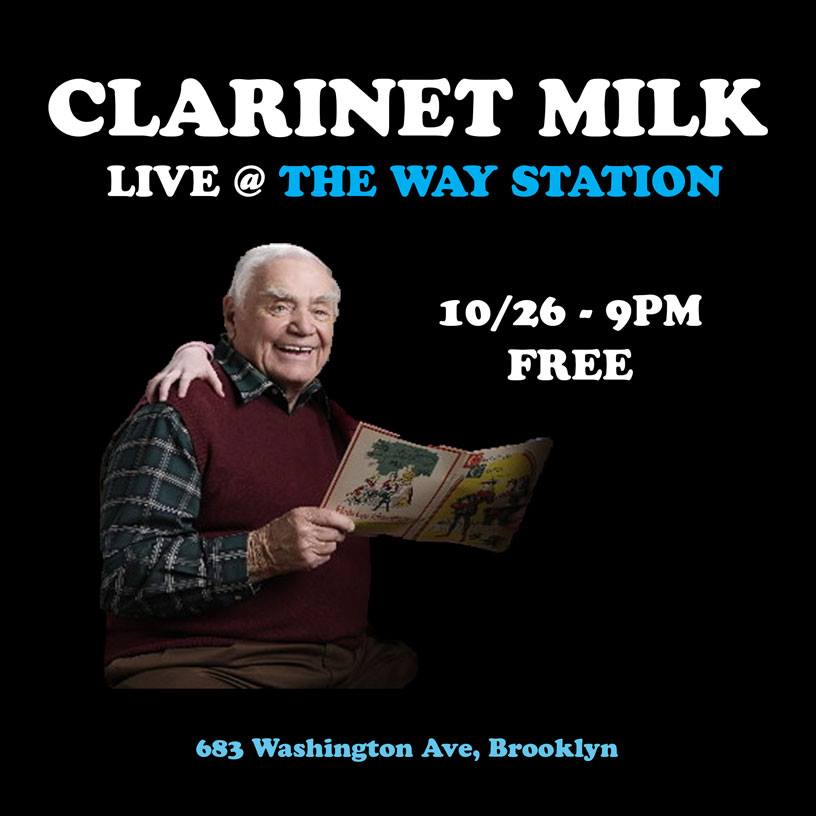 CLARINET MILK
LIVE @ THE WAY STATION
10/26 - 9PM
FREE
683 Washington Ave, Brooklyn